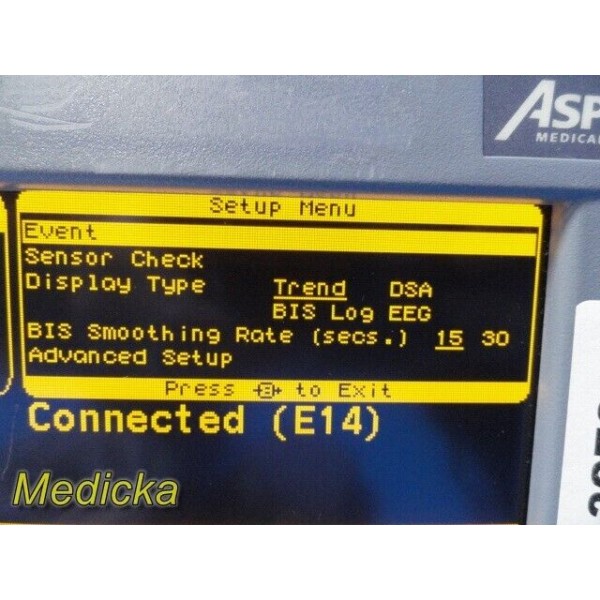 MEDICAL
Setup Menu
Event
Sensor Check
Display Type Trend DSA
BIS Log EEG
BIS Smoothing Rate (secs.) 15 30
Advanced Setup
Press to Exit
Connected (E14)
Medicka